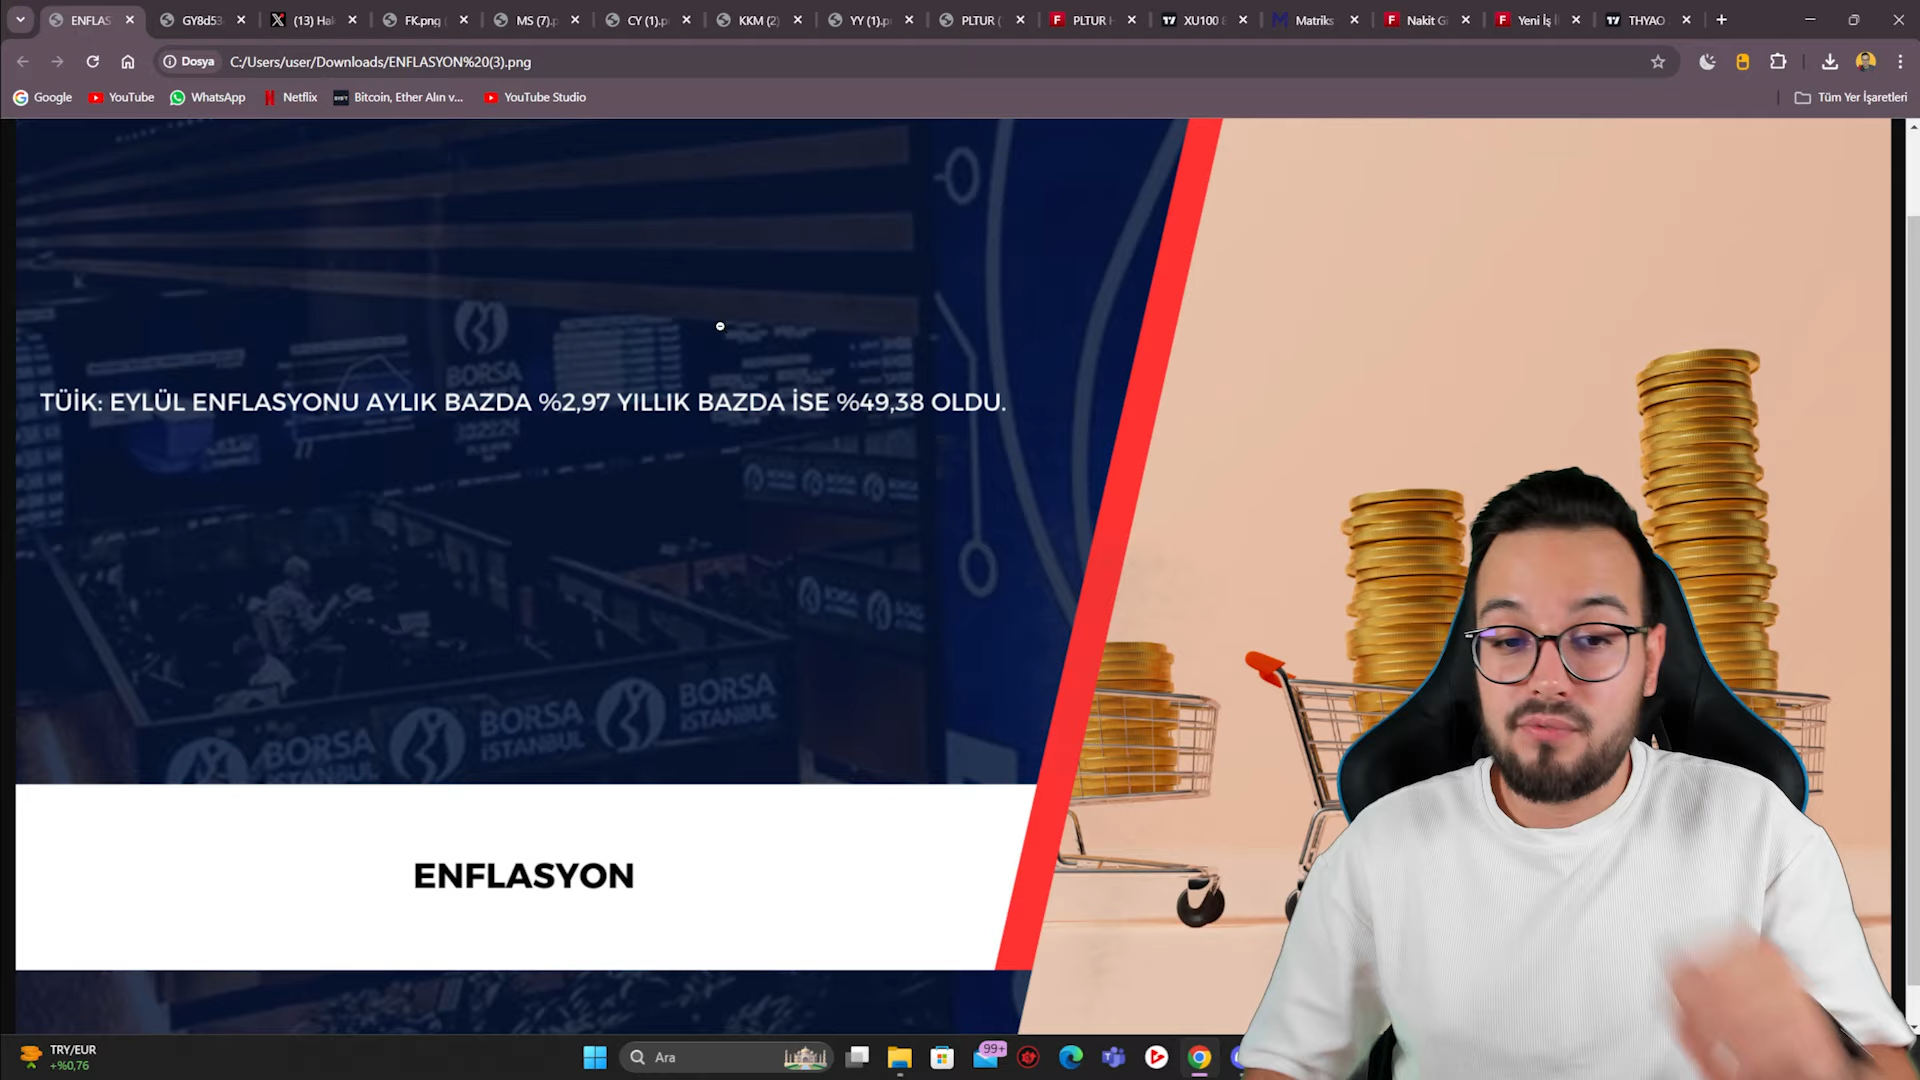 ENFLAS
GY8d53
(13) Hal
FK.png
MS (7).p
CY (1).p
KKM (2)
YY (1).p
PLTUR (
PLTUR H
XU100 8
Matriks
Nakit Gi
Yeni İş İl
THYAO
Dosya
C:/Users/user/Downloads/ENFLASYON%20(3).png
Google
YouTube
WhatsApp
Netflix
Bitcoin, Ether Alın v...
YouTube Studio
Tüm Yer İşaretleri
BORSA
TÜİK: EYLÜL ENFLASYONU AYLIK BAZDA %2,97 YILLIK BAZDA İSE %49,38 OLDU.
BORSA İSTANBUL
BORSA İSTANBUL
BORSA İSTANBUL
ENFLASYON
TRY/EUR
+%0,76
Ara
99+